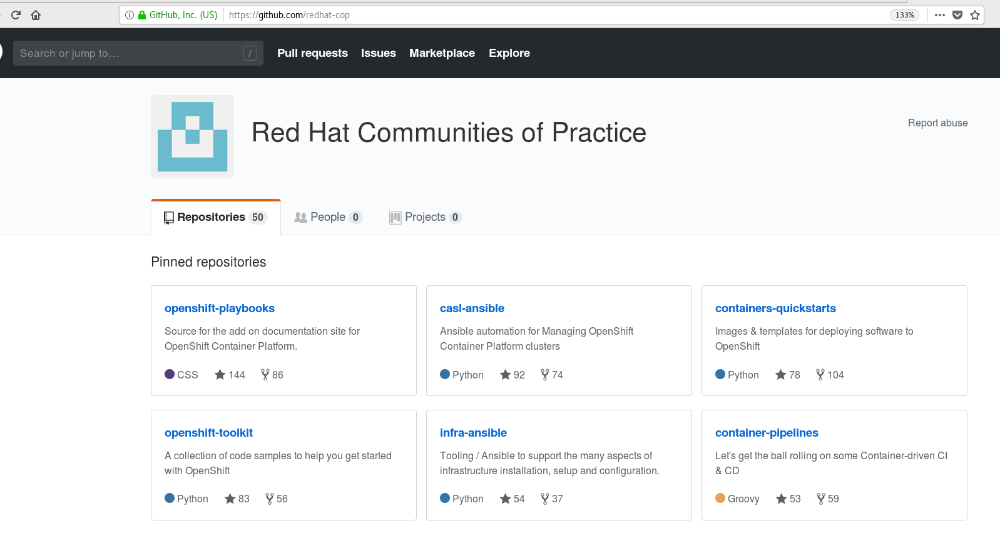 GitHub, Inc. (US) https://github.com/redhat-cop 133%
Search or jump to… / Pull requests Issues Marketplace Explore
Red Hat Communities of Practice
Report abuse
Repositories 50 People 0 Projects 0
Pinned repositories
openshift-playbooks
Source for the add on documentation site for
OpenShift Container Platform.
CSS 144 86
casl-ansible
Ansible automation for Managing OpenShift
Container Platform clusters
Python 92 74
containers-quickstarts
Images & templates for deploying software to
OpenShift
Python 78 104
openshift-toolkit
A collection of code samples to help you get started
with OpenShift
Python 83 56
infra-ansible
Tooling / Ansible to support the many aspects of
infrastructure installation, setup and configuration.
Python 54 37
container-pipelines
Let's get the ball rolling on some Container-driven CI
& CD
Groovy 53 59